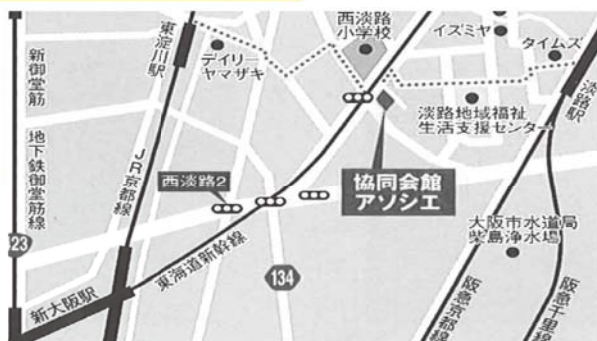 東淀川駅
西淡路
小学校
イズミヤ
タイムズ
デイリー
ヤマザキ
淡路駅
新御堂筋
淡路地域福祉
生活支援センター
地下鉄御堂筋線
JR京都線
西淡路2
協同会館
アソシエ
大阪市水道局
柴島浄水場
23
東海道新幹線
134
新大阪駅
阪急京都線
阪急千里線